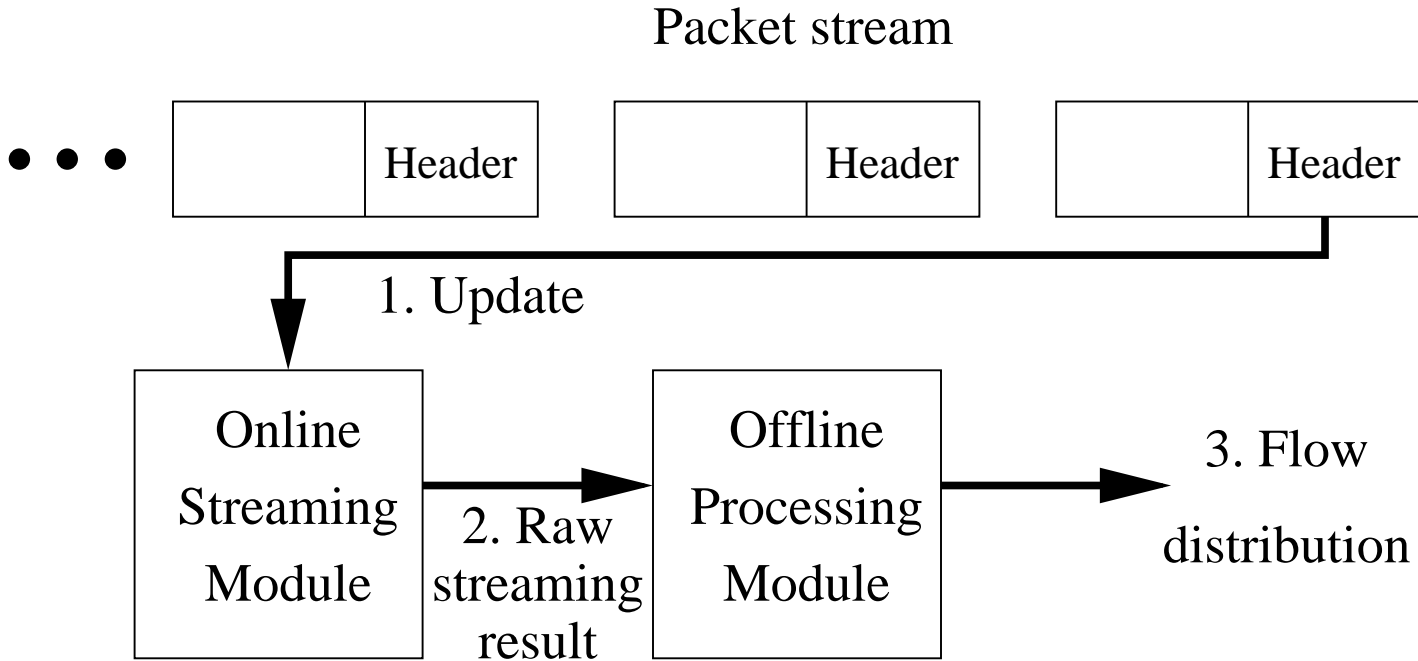 Packet stream
Header
Header
Header
1. Update
Online
Streaming
Module
2. Raw
streaming
result
Offline
Processing
Module
3. Flow
distribution